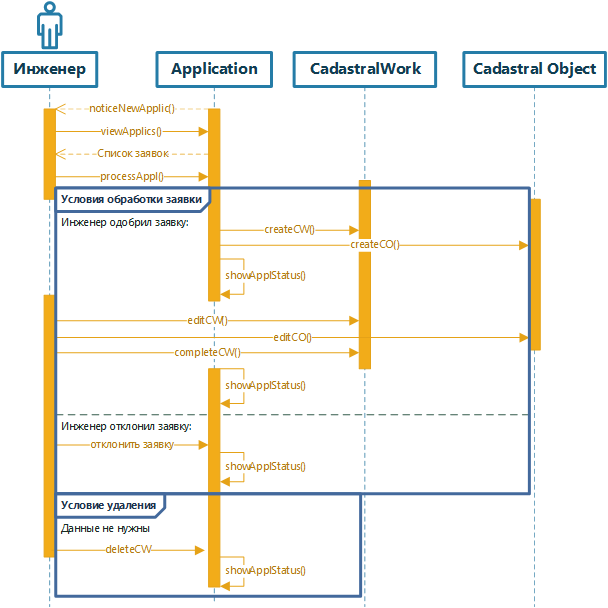 Инженер
Application
CadastralWork
Cadastral Object
noticeNewApplic()
viewApplics()
Список заявок
processAppl()
Условия обработки заявки
Инженер одобрил заявку:
createCW()
createCO()
showApplStatus()
editCW()
editCO()
completeCW()
showApplStatus()
Инженер отклонил заявку:
отклонить заявку
showApplStatus()
Условие удаления
Данные не нужны
deleteCW
showApplStatus()